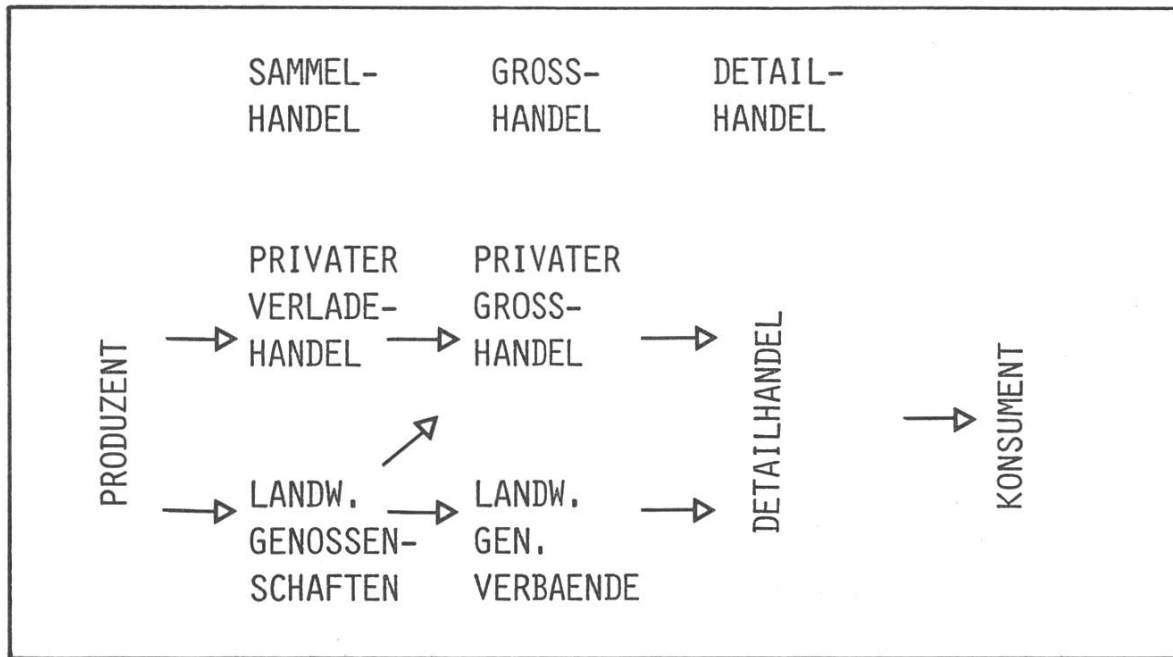 SAMMEL-
HANDEL
GROSS-
HANDEL
DETAIL-
HANDEL
PRODUZENT
PRIVATER
VERLADE-
HANDEL
PRIVATER
GROSS-
HANDEL
LANDW.
GENOSSEN-
SCHAFTEN
LANDW.
GEN.
VERBAENDE
DETAILHANDEL
KONSUMENT